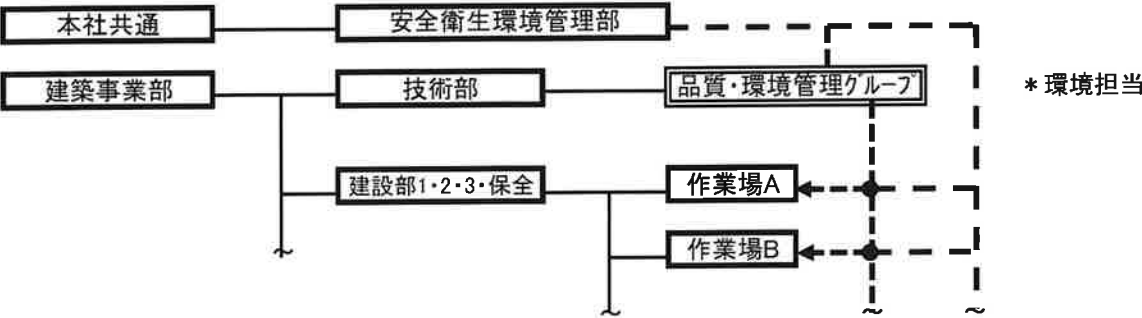 本社共通
安全衛生環境管理部
建築事業部
技術部
品質・環境管理グループ
＊環境担当
建設部1・2・3・保全
作業場A
作業場B